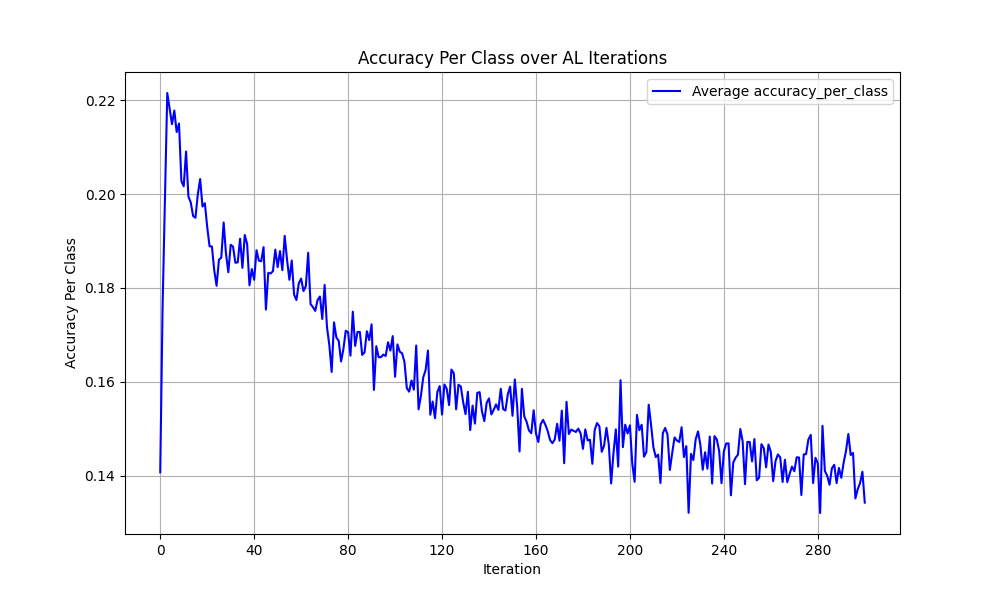 Accuracy Per Class over AL Iterations
Average accuracy_per_class
Accuracy Per Class
0.22
0.20
0.18
0.16
0.14
0 40 80 120 160 200 240 280
Iteration